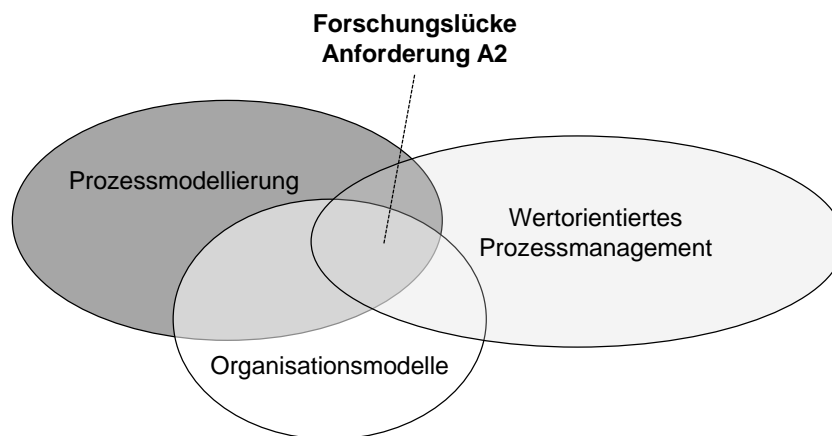 Forschungslücke
Anforderung A2
Prozessmodellierung
Wertorientiertes
Prozessmanagement
Organisationsmodelle